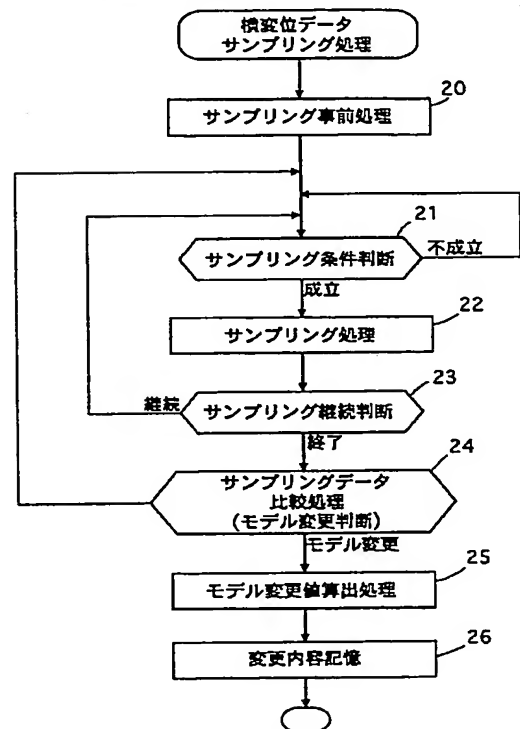 横変位データ
サンプリング処理
20
サンプリング事前処理
21
サンプリング条件判断
不成立
成立
22
サンプリング処理
23
継続
サンプリング継続判断
終了
24
サンプリングデータ
比較処理
(モデル変更判断)
モデル変更
25
モデル変更値算出処理
26
変更内容記憶